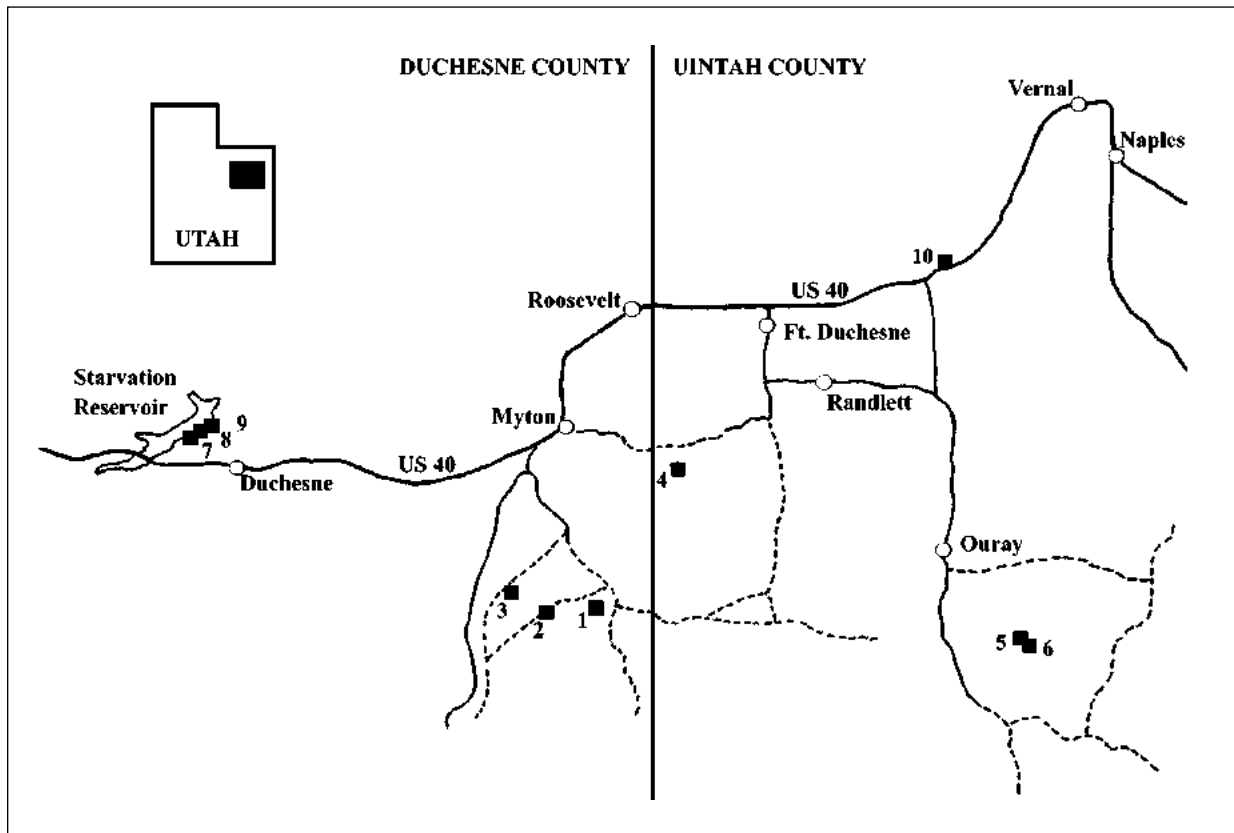 DUCHESNE COUNTY
UINTAH COUNTY
Vernal
Naples
UTAH
10
US 40
Roosevelt
Ft. Duchesne
Starvation
Reservoir
Randlett
Myton
9
8
7
US 40
Duchesne
4
Ouray
3
2
1
5
6